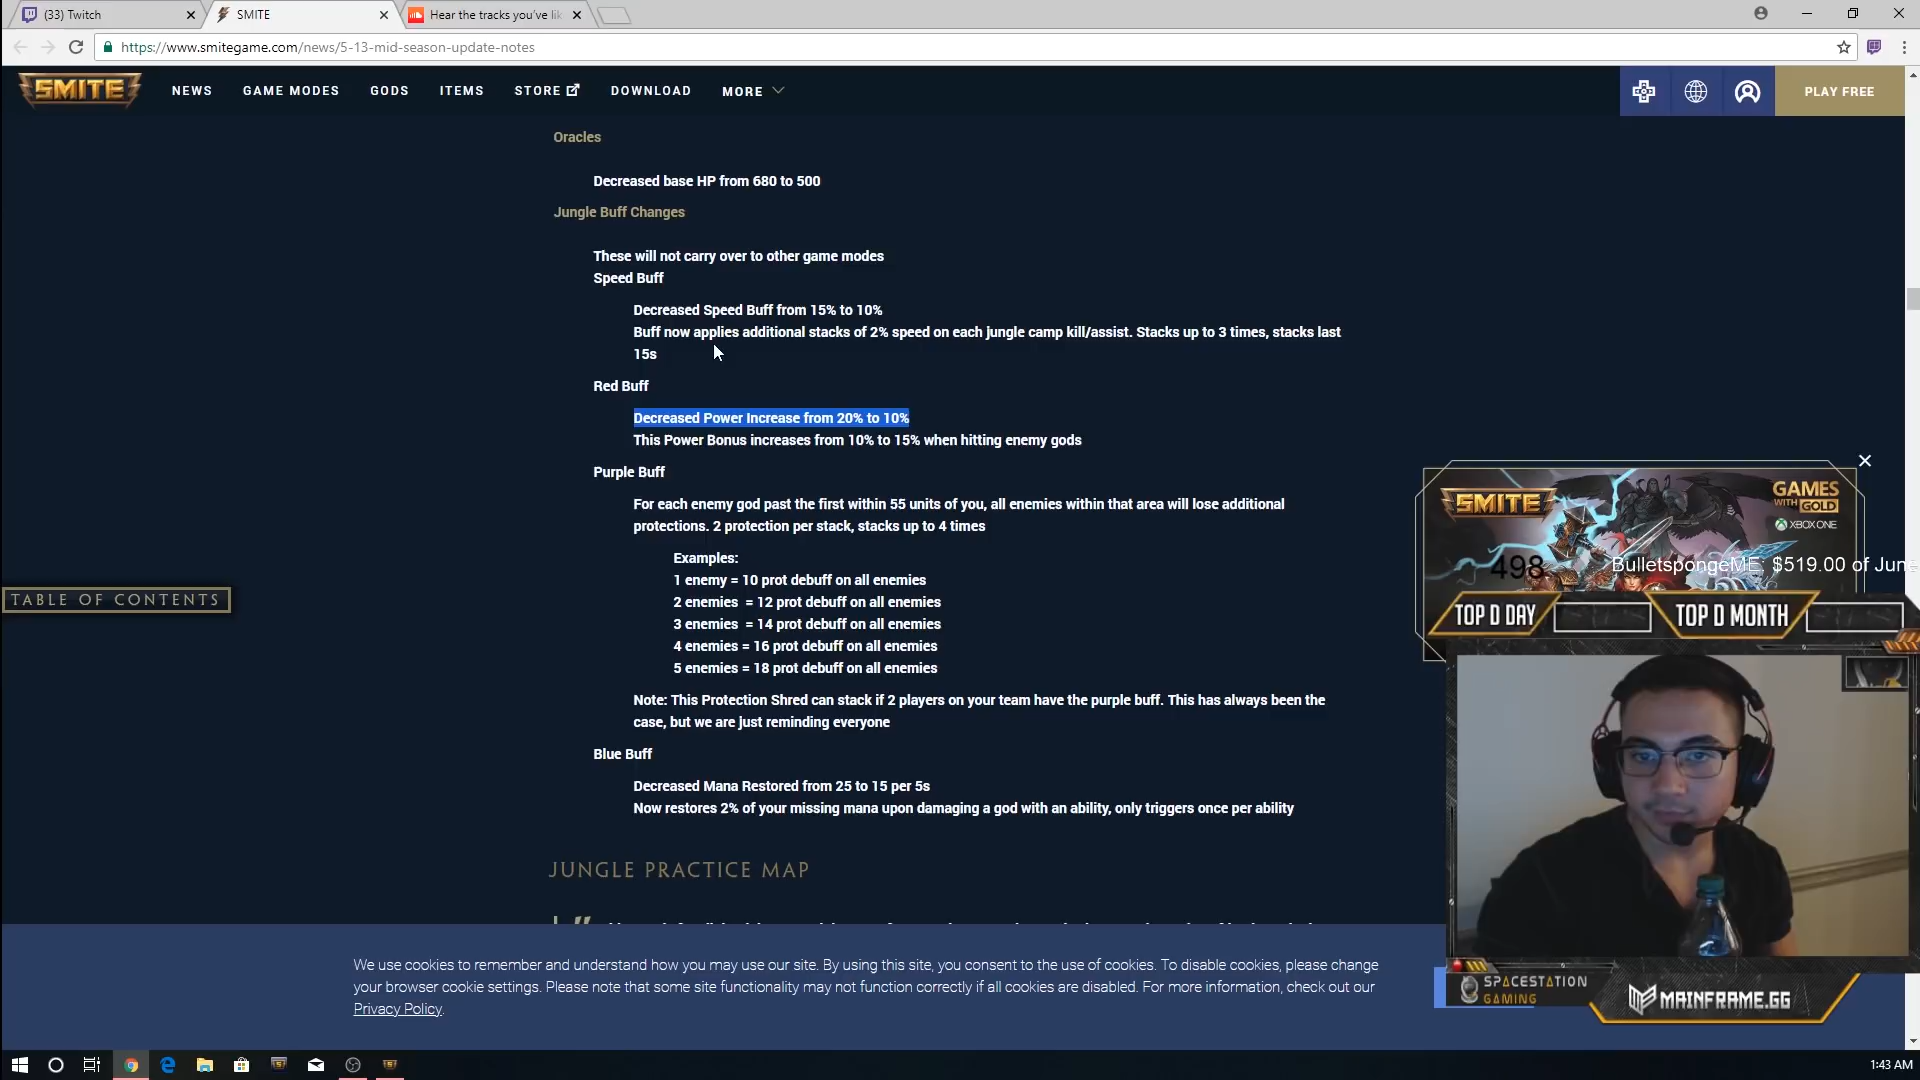 (33) Twitch
SMITE
Hear the tracks you've lik
https://www.smitegame.com/news/5-13-mid-season-update-notes
SMITE
NEWS
GAME MODES
GODS
ITEMS
STORE
DOWNLOAD
MORE
PLAY FREE
Oracles
Decreased base HP from 680 to 500
Jungle Buff Changes
These will not carry over to other game modes
Speed Buff
Decreased Speed Buff from 15% to 10%
Buff now applies additional stacks of 2% speed on each jungle camp kill/assist. Stacks up to 3 times, stacks last
15s
Red Buff
Decreased Power Increase from 20% to 10%
This Power Bonus increases from 10% to 15% when hitting enemy gods
Purple Buff
For each enemy god past the first within 55 units of you, all enemies within that area will lose additional
protections. 2 protection per stack, stacks up to 4 times
Examples:
1 enemy = 10 prot debuff on all enemies
2 enemies = 12 prot debuff on all enemies
3 enemies = 14 prot debuff on all enemies
4 enemies = 16 prot debuff on all enemies
5 enemies = 18 prot debuff on all enemies
Note: This Protection Shred can stack if 2 players on your team have the purple buff. This has always been the
case, but we are just reminding everyone
Blue Buff
Decreased Mana Restored from 25 to 15 per 5s
Now restores 2% of your missing mana upon damaging a god with an ability, only triggers once per ability
JUNGLE PRACTICE MAP
TABLE OF CONTENTS
We use cookies to remember and understand how you may use our site. By using this site, you consent to the use of cookies. To disable cookies, please change
your browser cookie settings. Please note that some site functionality may not function correctly if all cookies are disabled. For more information, check out our
Privacy Policy.
SMITE
GAMES
WITH GOLD
XBOX ONE
498
BulletspongeME: $519.00 of June
TOP D DAY
TOP D MONTH
SPACESTATION
GAMING
MAINFRAME.GG
1:43 AM